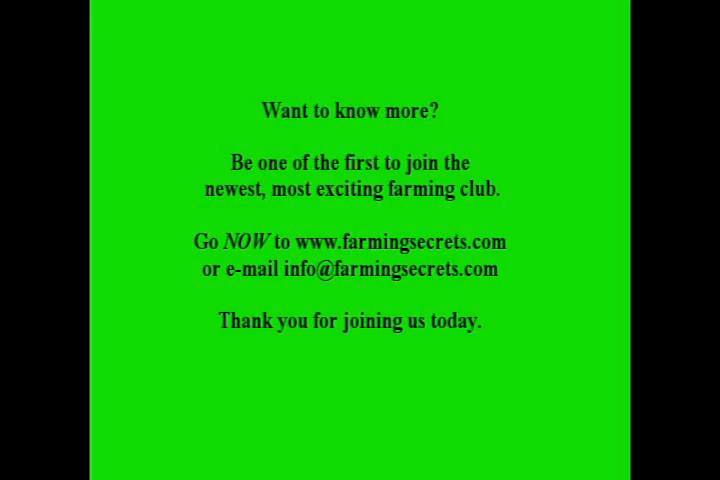 Want to know more?
Be one of the first to join the
newest, most exciting farming club.
Go NOW to www.farmingsecrets.com
or e-mail info@farmingsecrets.com
Thank you for joining us today.